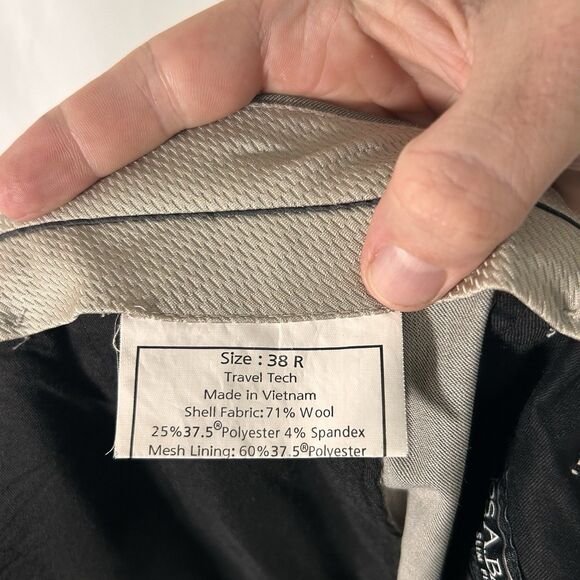 Size : 38 R
Travel Tech
Made in Vietnam
Shell Fabric: 71% Wool
25%37.5®Polyester 4% Spandex
Mesh Lining: 60%37.5®Polyester